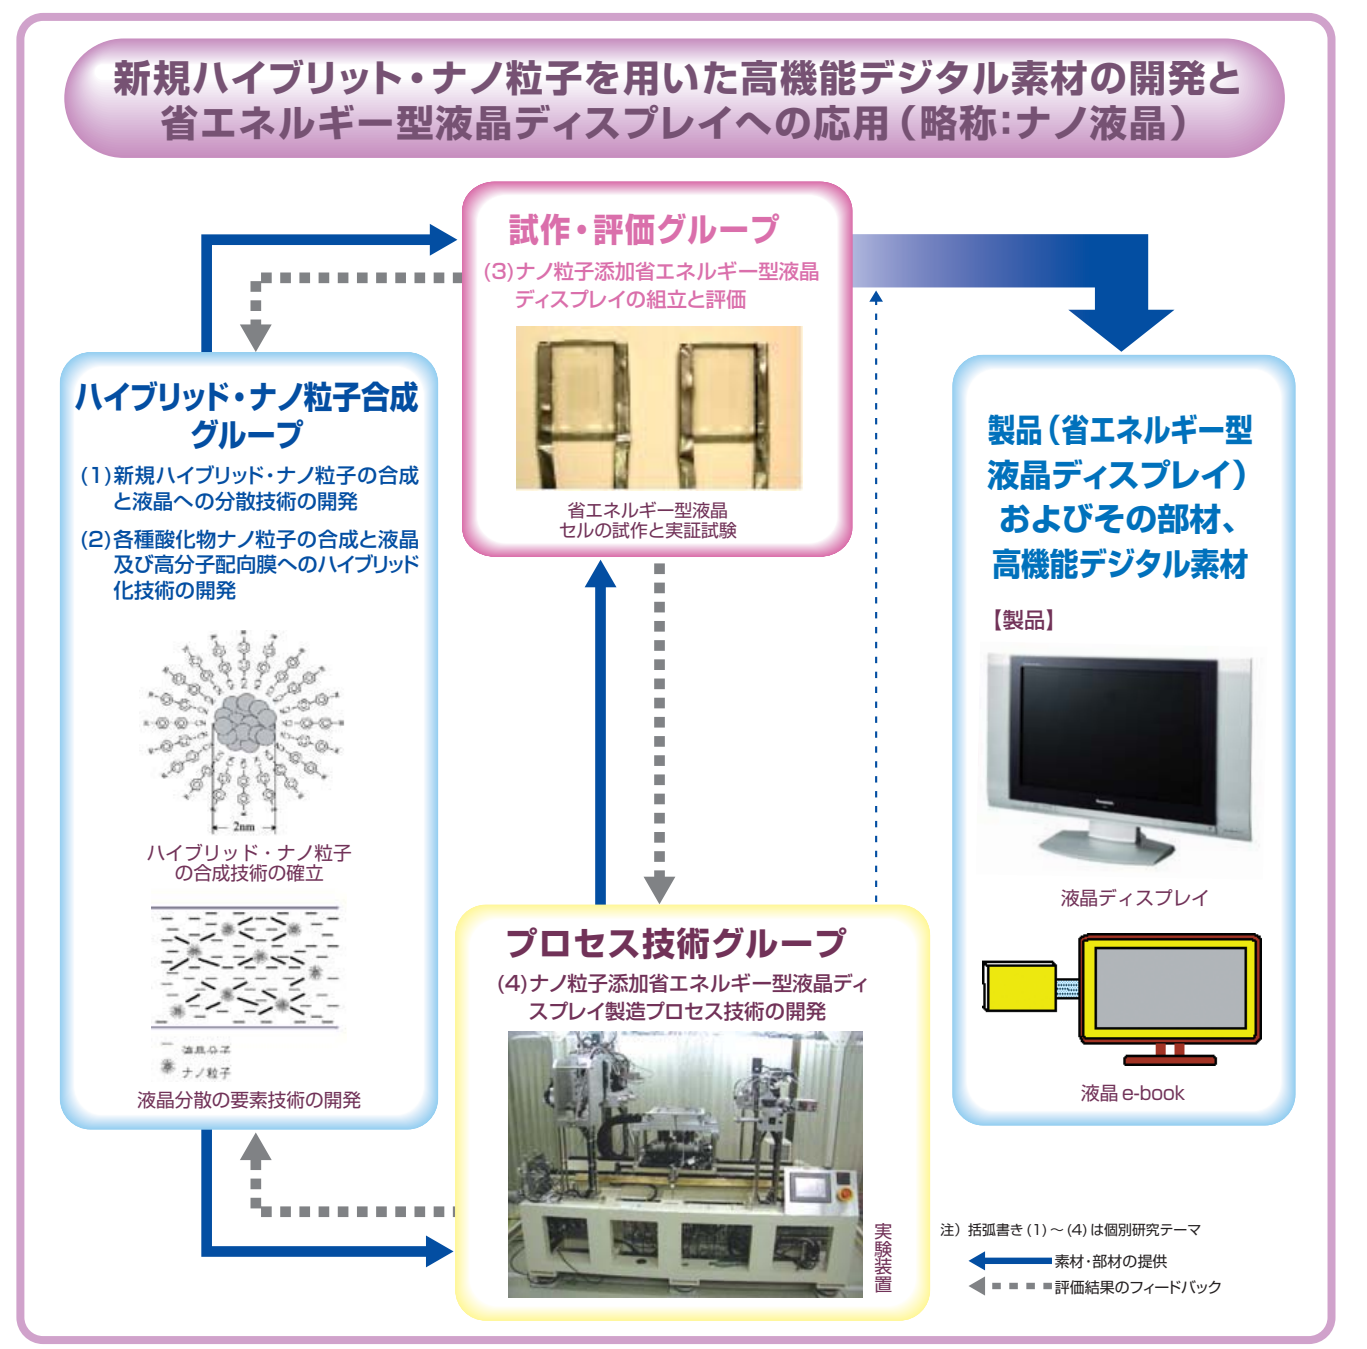 新規ハイブリット・ナノ粒子を用いた高機能デジタル素材の開発と
省エネルギー型液晶ディスプレイへの応用（略称：ナノ液晶）
試作・評価グループ
(3)ナノ粒子添加省エネルギー型液晶
ディスプレイの組立と評価
省エネルギー型液晶
セルの試作と実証試験
ハイブリッド・ナノ粒子合成
グループ
(1)新規ハイブリッド・ナノ粒子の合成
と液晶への分散技術の開発
(2)各種酸化物ナノ粒子の合成と液晶
及び高分子配向膜へのハイブリッド
化技術の開発
2nm
ハイブリッド・ナノ粒子
の合成技術の確立
液晶分子
ナノ粒子
液晶分散の要素技術の開発
プロセス技術グループ
(4)ナノ粒子添加省エネルギー型液晶ディ
スプレイ製造プロセス技術の開発
実験装置
製品（省エネルギー型
液晶ディスプレイ）
およびその部材、
高機能デジタル素材
【製品】
Panasonic
液晶ディスプレイ
液晶 e-book
注）括弧書き(1)～(4)は個別研究テーマ
素材・部材の提供
評価結果のフィードバック